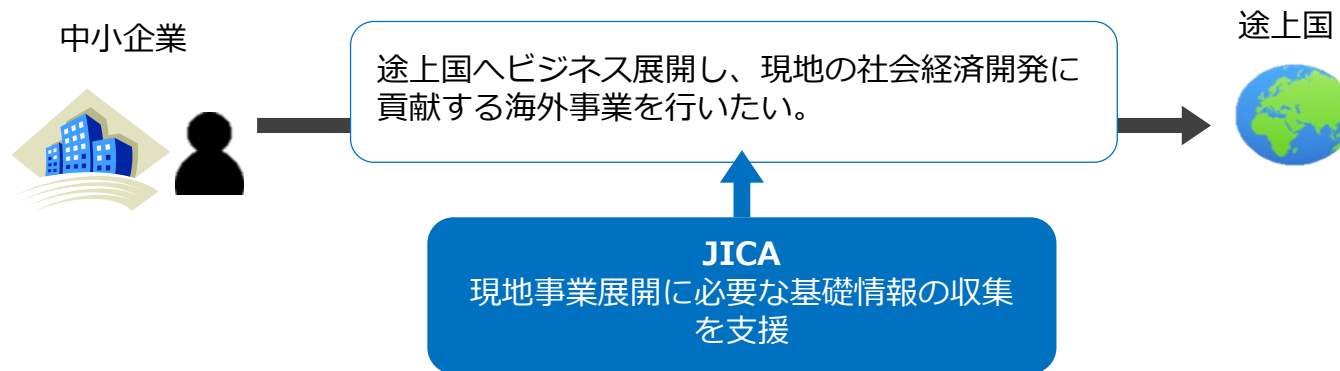 中小企業
途上国
途上国へビジネス展開し、現地の社会経済開発に
貢献する海外事業を行いたい。
JICA
現地事業展開に必要な基礎情報の収集
を支援